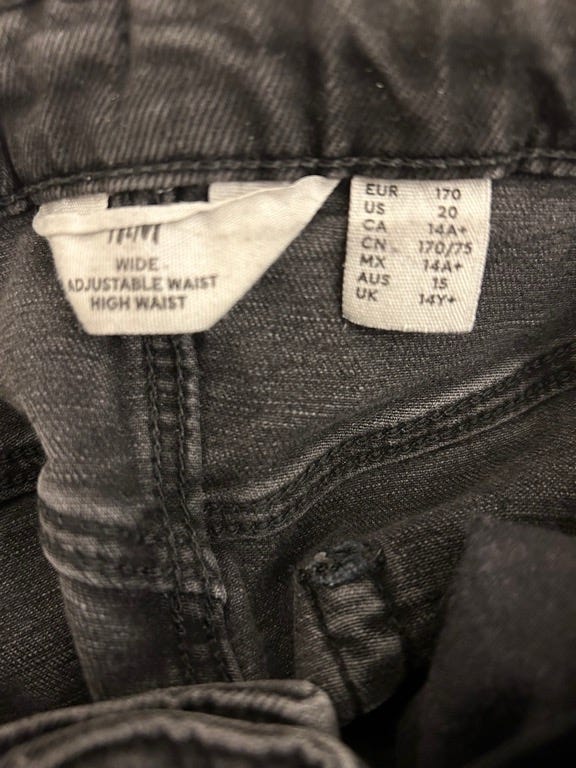 H&M
WIDE
ADJUSTABLE WAIST
HIGH WAIST
EUR 170
US 20
CA 14A+
CN 170/75
MX 14A+
AUS 15
UK 14Y+